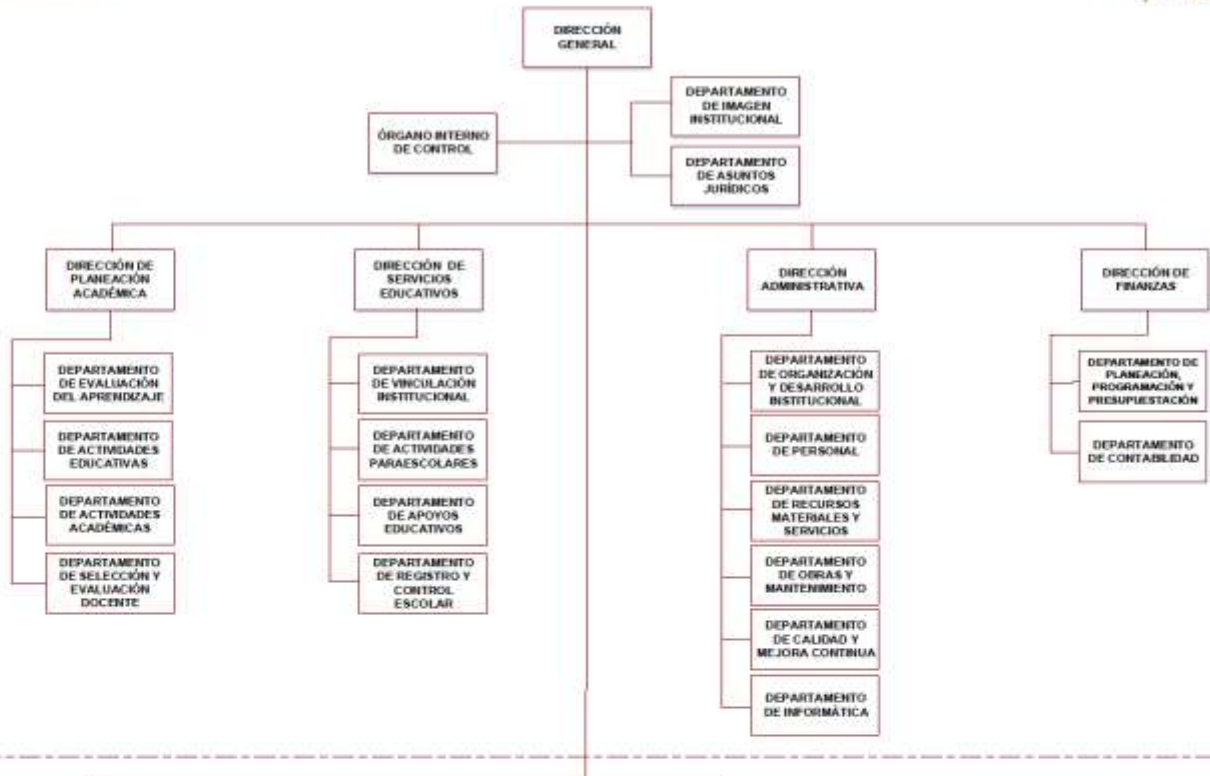 DIRECCIÓN
GENERAL
DEPARTAMENTO
DE IMAGEN
INSTITUCIONAL
ÓRGANO INTERNO
DE CONTROL
DEPARTAMENTO
DE ASUNTOS
JURÍDICOS
DIRECCIÓN DE
PLANEACIÓN
ACADÉMICA
DEPARTAMENTO
DE EVALUACIÓN
DEL APRENDIZAJE
DEPARTAMENTO
DE ACTIVIDADES
EDUCATIVAS
DEPARTAMENTO
DE ACTIVIDADES
ACADÉMICAS
DEPARTAMENTO
DE SELECCIÓN Y
EVALUACIÓN
DOCENTE
DIRECCIÓN DE
SERVICIOS
EDUCATIVOS
DEPARTAMENTO
DE VINCULACIÓN
INSTITUCIONAL
DEPARTAMENTO
DE ACTIVIDADES
PARAESCOLARES
DEPARTAMENTO
DE APOYOS
EDUCATIVOS
DEPARTAMENTO
DE REGISTRO Y
CONTROL
ESCOLAR
DIRECCIÓN
ADMINISTRATIVA
DEPARTAMENTO
DE ORGANIZACIÓN
Y DESARROLLO
INSTITUCIONAL
DEPARTAMENTO
DE PERSONAL
DEPARTAMENTO
DE RECURSOS
MATERIALES Y
SERVICIOS
DEPARTAMENTO
DE OBRAS Y
MANTENIMIENTO
DEPARTAMENTO
DE CALIDAD Y
MEJORA CONTINUA
DEPARTAMENTO
DE INFORMÁTICA
DIRECCIÓN DE
FINANZAS
DEPARTAMENTO DE
PLANEACIÓN,
PROGRAMACIÓN Y
PRESUPUESTACIÓN
DEPARTAMENTO
DE CONTABILIDAD